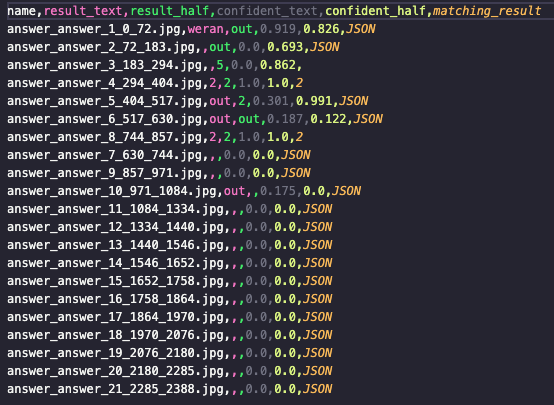 name,result_text,result_half,confident_text,confident_half,matching_result
answer_answer_1_0_72.jpg,weran,out,0.919,0.826,JSON
answer_answer_2_72_183.jpg,,out,0.0,0.693,JSON
answer_answer_3_183_294.jpg,,5,0.0,0.862,
answer_answer_4_294_404.jpg,2,2,1.0,1.0,2
answer_answer_5_404_517.jpg,out,2,0.301,0.991,JSON
answer_answer_6_517_630.jpg,out,out,0.187,0.122,JSON
answer_answer_8_744_857.jpg,2,2,1.0,1.0,2
answer_answer_7_630_744.jpg,,,0.0,0.0,JSON
answer_answer_9_857_971.jpg,,,0.0,0.0,JSON
answer_answer_10_971_1084.jpg,out,,0.175,0.0,JSON
answer_answer_11_1084_1334.jpg,,,0.0,0.0,JSON
answer_answer_12_1334_1440.jpg,,,0.0,0.0,JSON
answer_answer_13_1440_1546.jpg,,,0.0,0.0,JSON
answer_answer_14_1546_1652.jpg,,,0.0,0.0,JSON
answer_answer_15_1652_1758.jpg,,,0.0,0.0,JSON
answer_answer_16_1758_1864.jpg,,,0.0,0.0,JSON
answer_answer_17_1864_1970.jpg,,,0.0,0.0,JSON
answer_answer_18_1970_2076.jpg,,,0.0,0.0,JSON
answer_answer_19_2076_2180.jpg,,,0.0,0.0,JSON
answer_answer_20_2180_2285.jpg,,,0.0,0.0,JSON
answer_answer_21_2285_2388.jpg,,,0.0,0.0,JSON